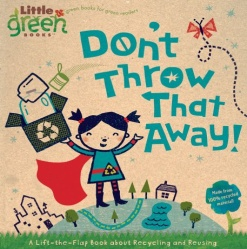 Little
green
BOOKS
green books for green readers
Don't
Throw
That
Away!
Made from
100% recycled
material
A Lift-the-Flap Book about Recycling and Reusing